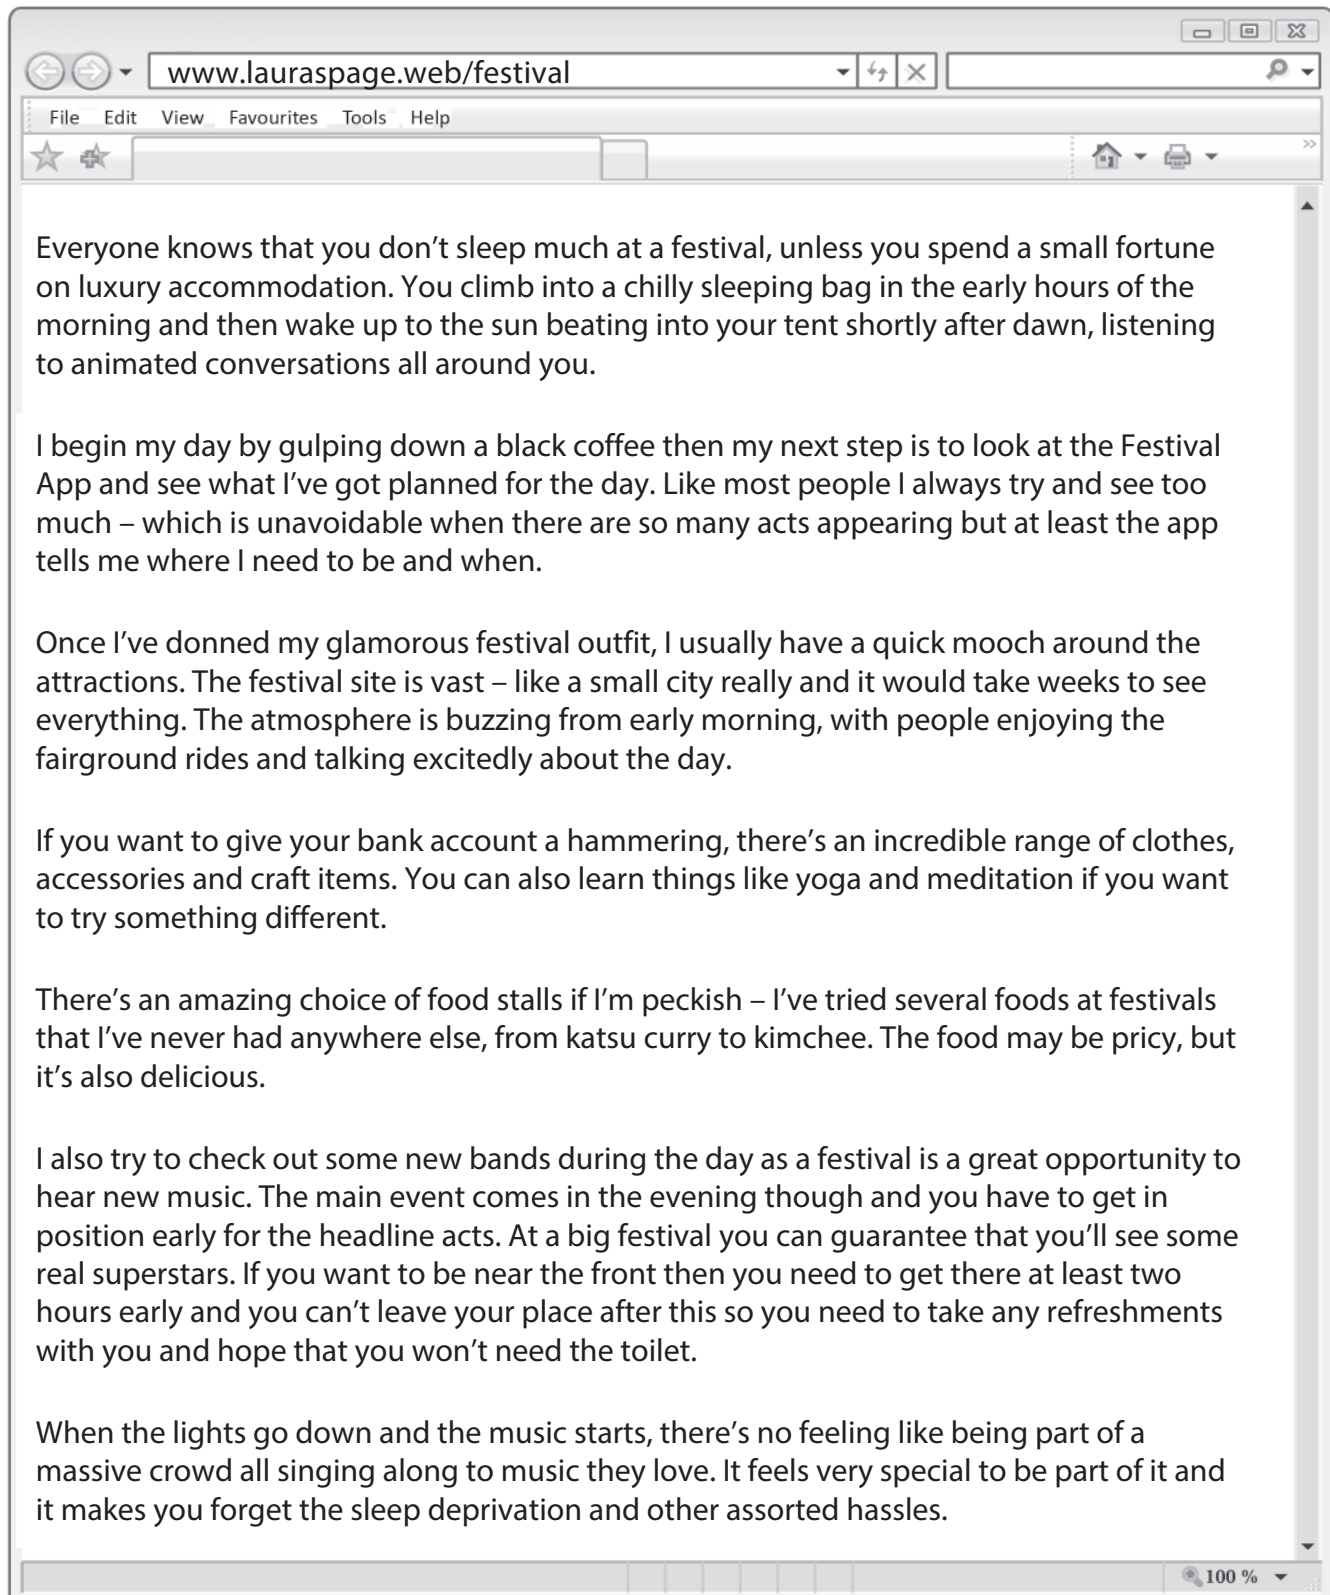 www.lauraspage.web/festival
File Edit View Favourites Tools Help
Everyone knows that you don’t sleep much at a festival, unless you spend a small fortune
on luxury accommodation. You climb into a chilly sleeping bag in the early hours of the
morning and then wake up to the sun beating into your tent shortly after dawn, listening
to animated conversations all around you.
I begin my day by gulping down a black coffee then my next step is to look at the Festival
App and see what I’ve got planned for the day. Like most people I always try and see too
much – which is unavoidable when there are so many acts appearing but at least the app
tells me where I need to be and when.
Once I’ve donned my glamorous festival outfit, I usually have a quick mooch around the
attractions. The festival site is vast – like a small city really and it would take weeks to see
everything. The atmosphere is buzzing from early morning, with people enjoying the
fairground rides and talking excitedly about the day.
If you want to give your bank account a hammering, there’s an incredible range of clothes,
accessories and craft items. You can also learn things like yoga and meditation if you want
to try something different.
There’s an amazing choice of food stalls if I’m peckish – I’ve tried several foods at festivals
that I’ve never had anywhere else, from katsu curry to kimchee. The food may be pricy, but
it’s also delicious.
I also try to check out some new bands during the day as a festival is a great opportunity to
hear new music. The main event comes in the evening though and you have to get in
position early for the headline acts. At a big festival you can guarantee that you’ll see some
real superstars. If you want to be near the front then you need to get there at least two
hours early and you can’t leave your place after this so you need to take any refreshments
with you and hope that you won’t need the toilet.
When the lights go down and the music starts, there’s no feeling like being part of a
massive crowd all singing along to music they love. It feels very special to be part of it and
it makes you forget the sleep deprivation and other assorted hassles.
100 %